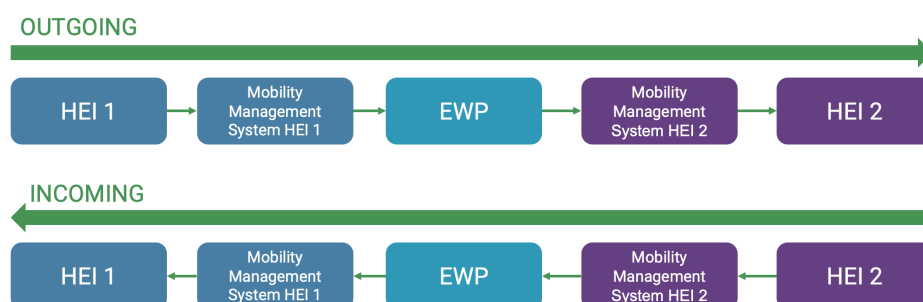 OUTGOING
HEI 1
Mobility
Management
System HEI 1
EWP
Mobility
Management
System HEI 2
HEI 2
INCOMING
HEI 1
Mobility
Management
System HEI 1
EWP
Mobility
Management
System HEI 2
HEI 2